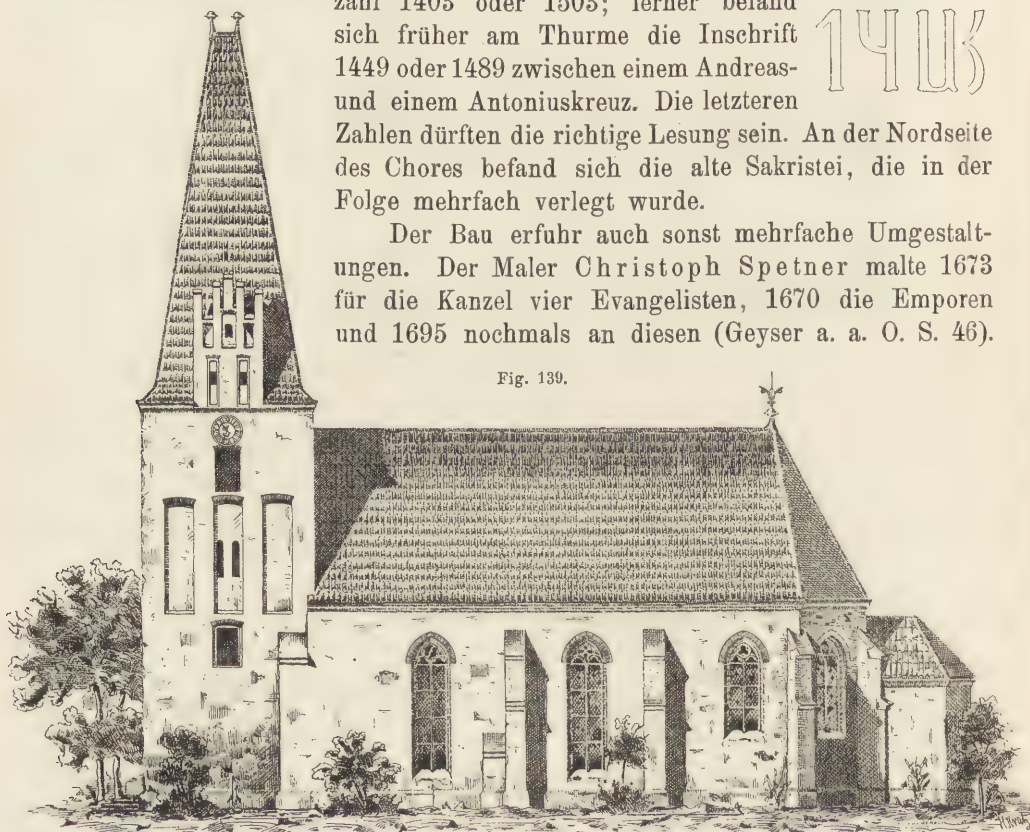 zahl 1405 oder 1505; ferner befand
sich früher am Thurme die Inschrift
1449 oder 1489 zwischen einem Andreas-
und einem Antoniuskreuz. Die letzteren
Zahlen dürften die richtige Lesung sein. An der Nordseite
des Chores befand sich die alte Sakristei, die in der
Folge mehrfach verlegt wurde.
Der Bau erfuhr auch sonst mehrfache Umgestalt-
ungen. Der Maler Christoph Spetner malte 1673
für die Kanzel vier Evangelisten, 1670 die Emporen
und 1695 nochmals an diesen (Geyser a. a. O. S. 46).
Fig. 139.